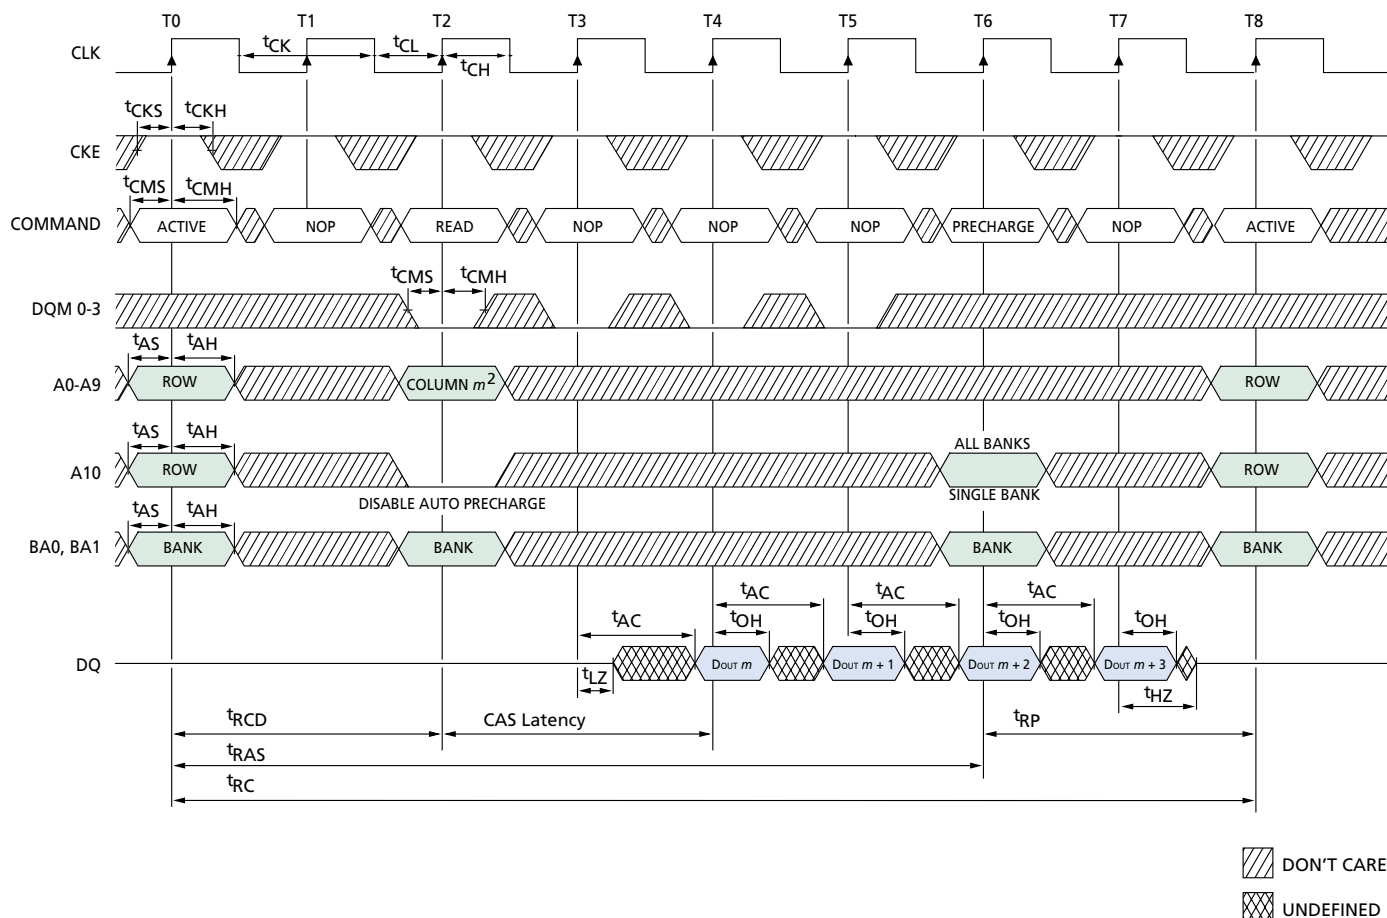 T0 T1 T2 T3 T4 T5 T6 T7 T8
CLK tCK tCL
tCH
tCKS tCKH
CKE
tCMS tCMH
COMMAND ACTIVE NOP READ NOP NOP NOP PRECHARGE NOP ACTIVE
tCMS tCMH
DQM 0-3
tAS tAH
A0-A9 ROW COLUMN m2 ROW
tAS tAH ALL BANKS
A10 ROW ROW
DISABLE AUTO PRECHARGE SINGLE BANK
tAS tAH
BA0, BA1 BANK BANK BANK BANK
tAC tAC tAC
tAC tOH tOH tOH tOH
DQ DOUT m DOUT m + 1 DOUT m + 2 DOUT m + 3
tLZ tHZ
tRCD CAS Latency tRP
tRAS
tRC
DON'T CARE
UNDEFINED